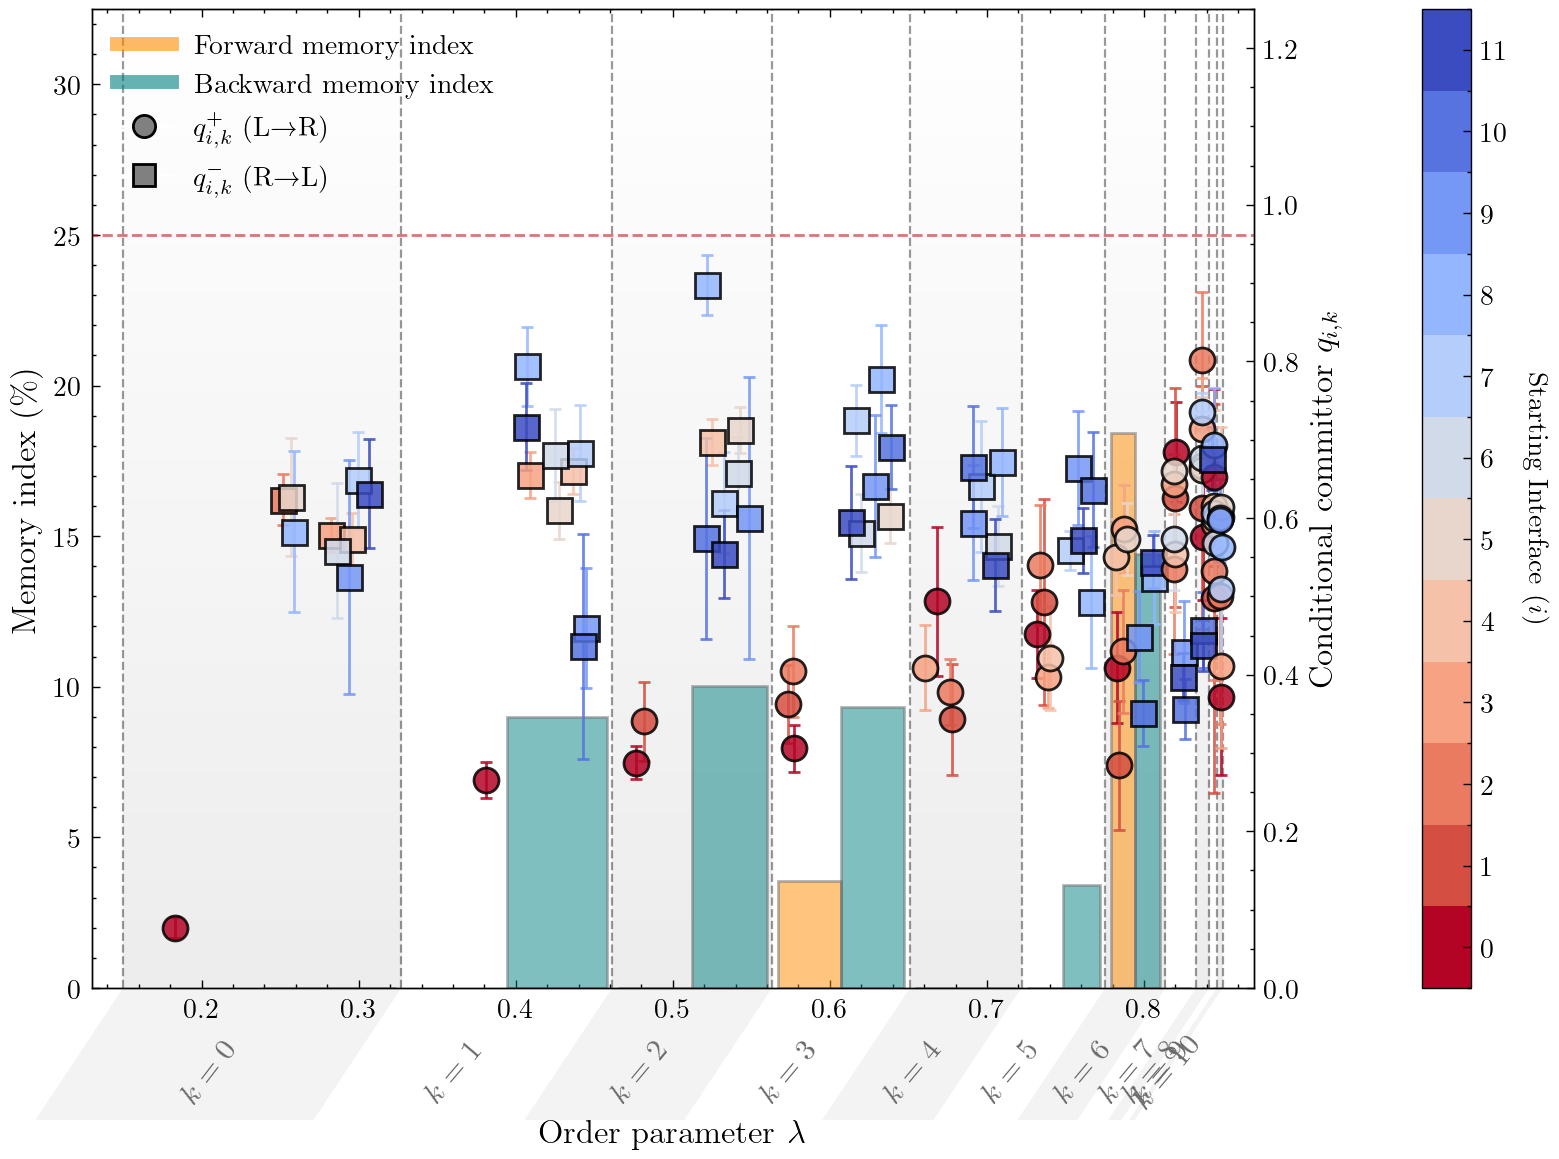 Forward memory index
Backward memory index
q⁺ᵢ,ₖ (L→R)
q⁻ᵢ,ₖ (R→L)
Memory index (%)
30
25
20
15
10
5
0
0.2 0.3 0.4 0.5 0.6 0.7 0.8
k = 0 k = 1 k = 2 k = 3 k = 4 k = 5 k = 6 k = 7 k = 8 k = 10
Order parameter λ
Conditional committor qᵢ,ₖ
1.2
1.0
0.8
0.6
0.4
0.2
0.0
Starting Interface (i)
11
10
9
8
7
6
5
4
3
2
1
0